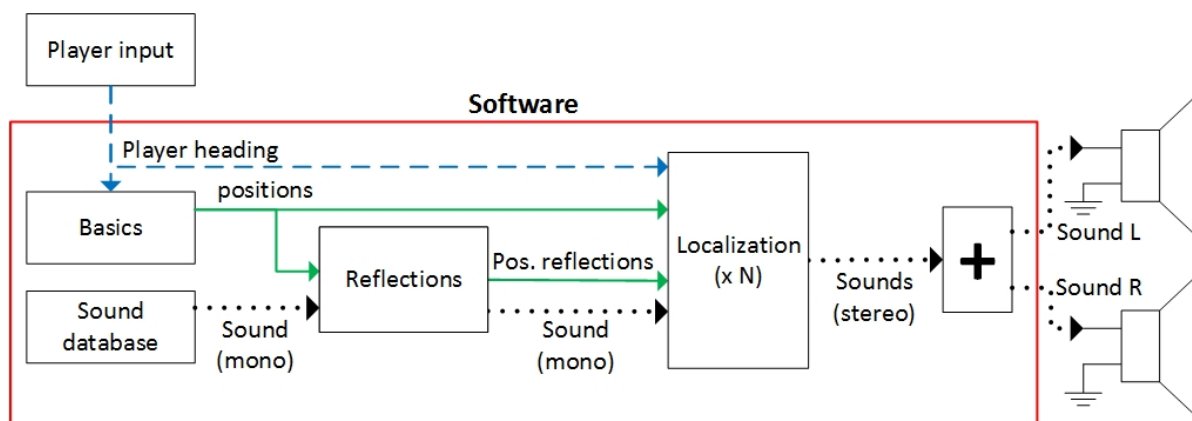 Player input
Software
Player heading
positions
Basics
Reflections
Pos. reflections
Localization
(x N)
+
Sound L
Sound R
Sounds
(stereo)
Sound
database
Sound
(mono)
Sound
(mono)